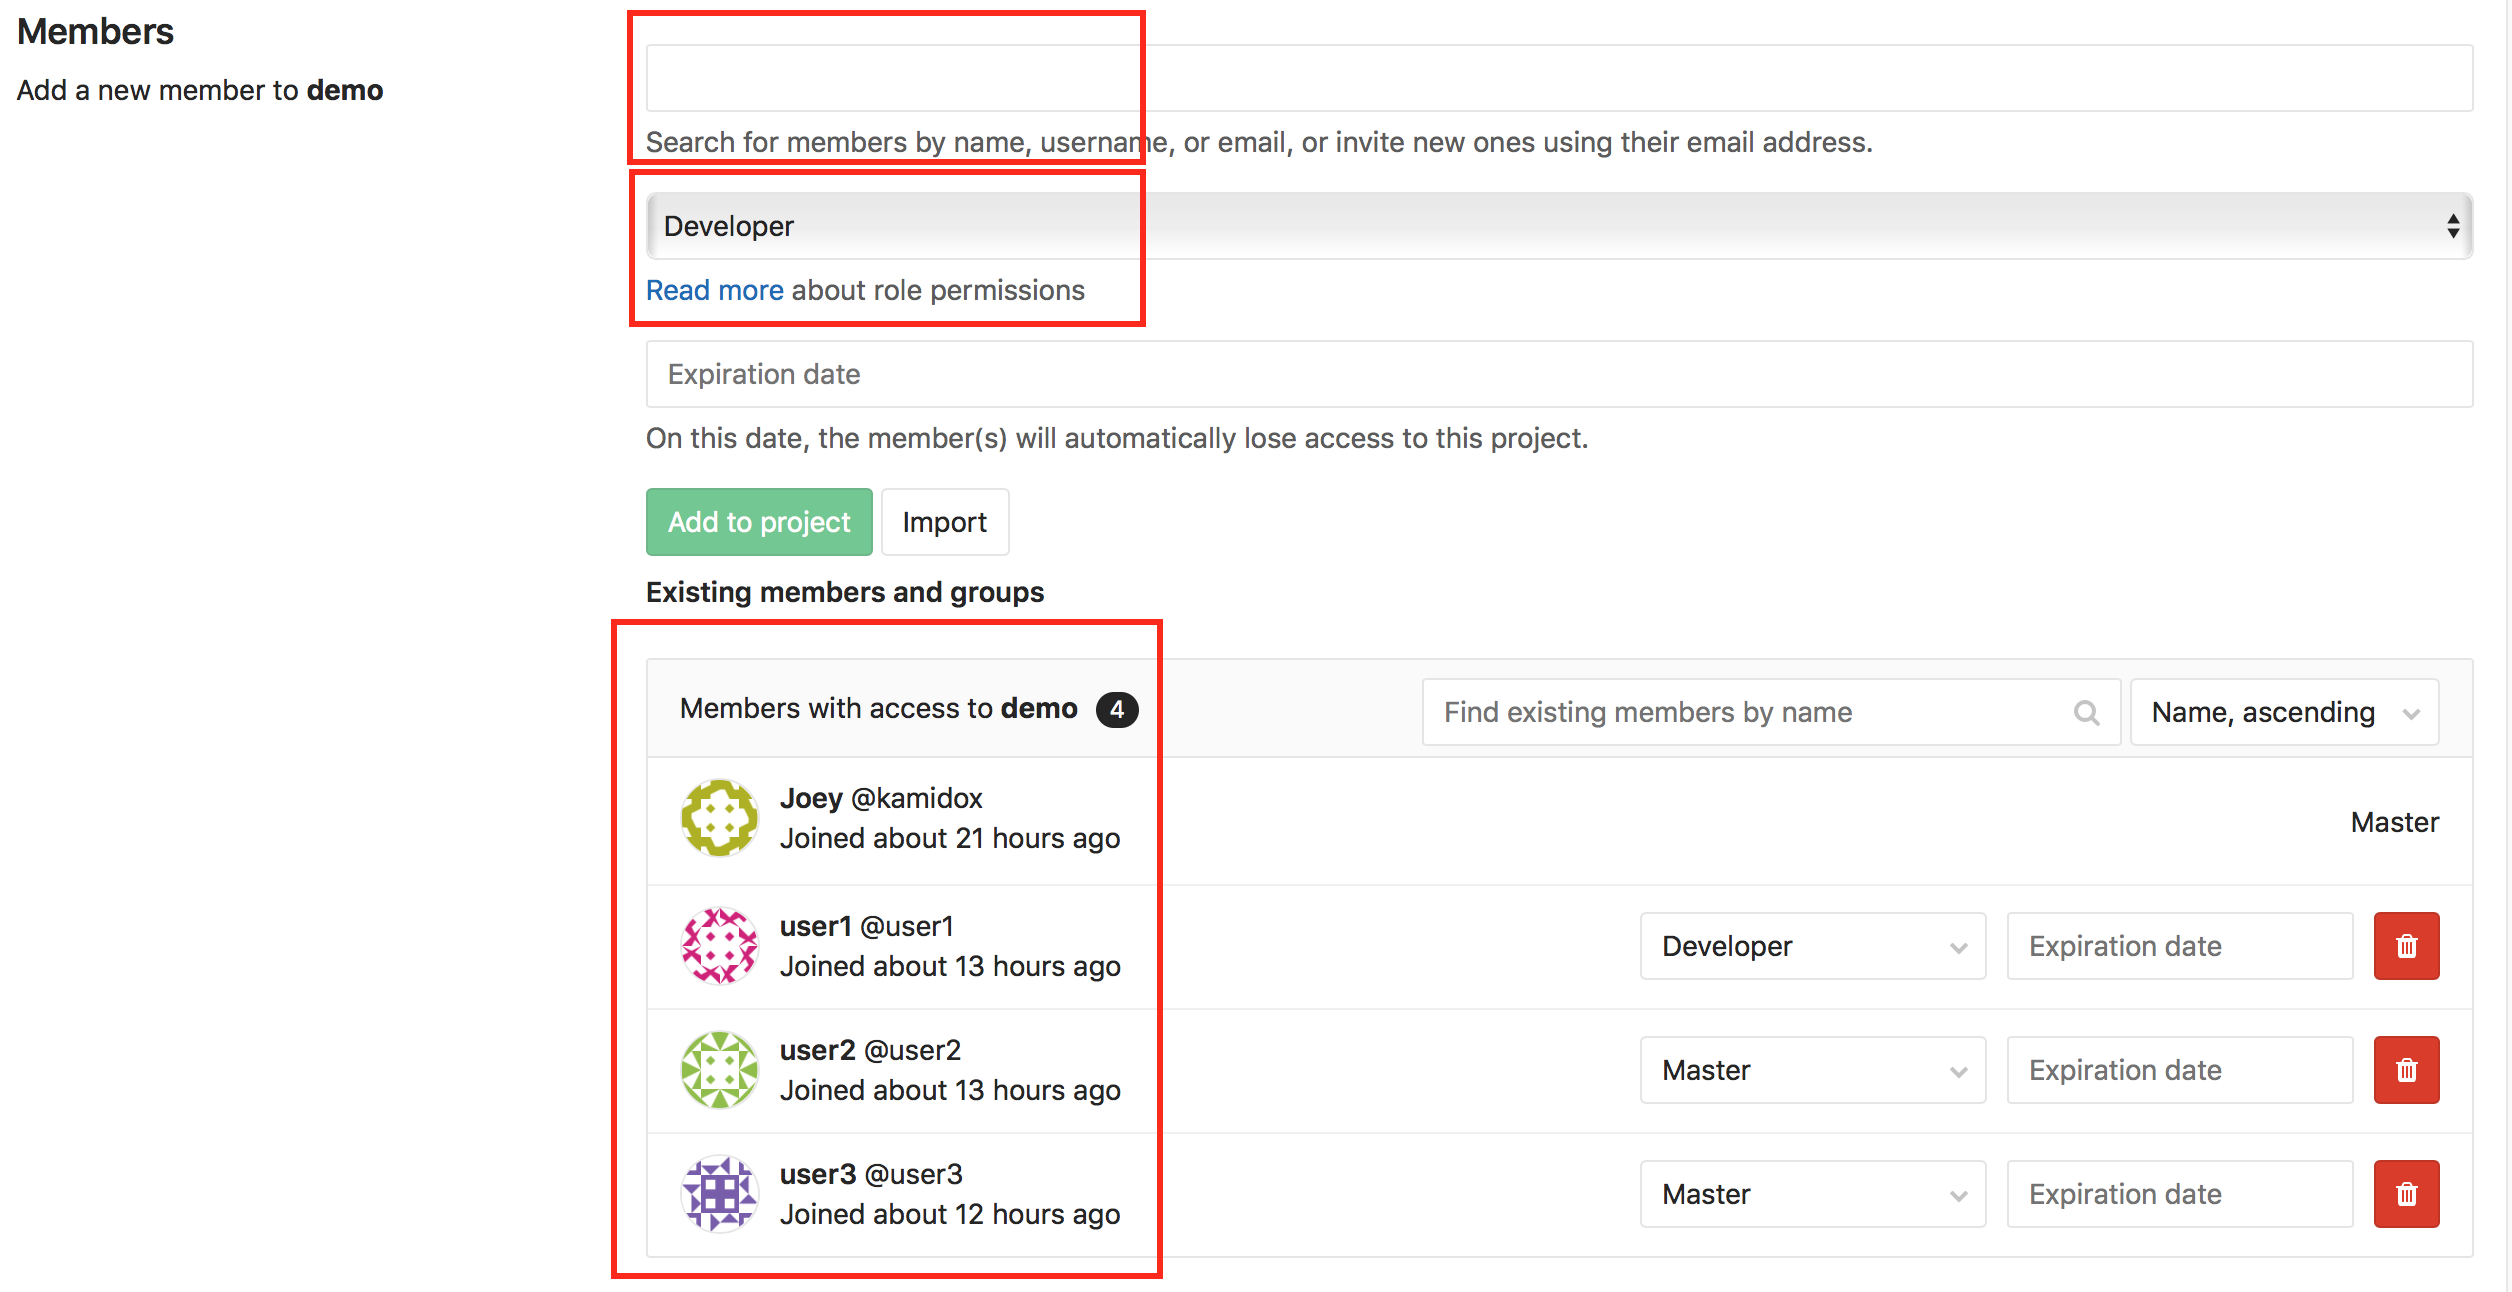 Members
Add a new member to demo
Search for members by name, username, or email, or invite new ones using their email address.
Developer
Read more about role permissions
Expiration date
On this date, the member(s) will automatically lose access to this project.
Add to project Import
Existing members and groups
Members with access to demo 4 Find existing members by name Name, ascending
Joey @kamidox
Joined about 21 hours ago
Master
user1 @user1
Joined about 13 hours ago
Developer Expiration date
user2 @user2
Joined about 13 hours ago
Master Expiration date
user3 @user3
Joined about 12 hours ago
Master Expiration date